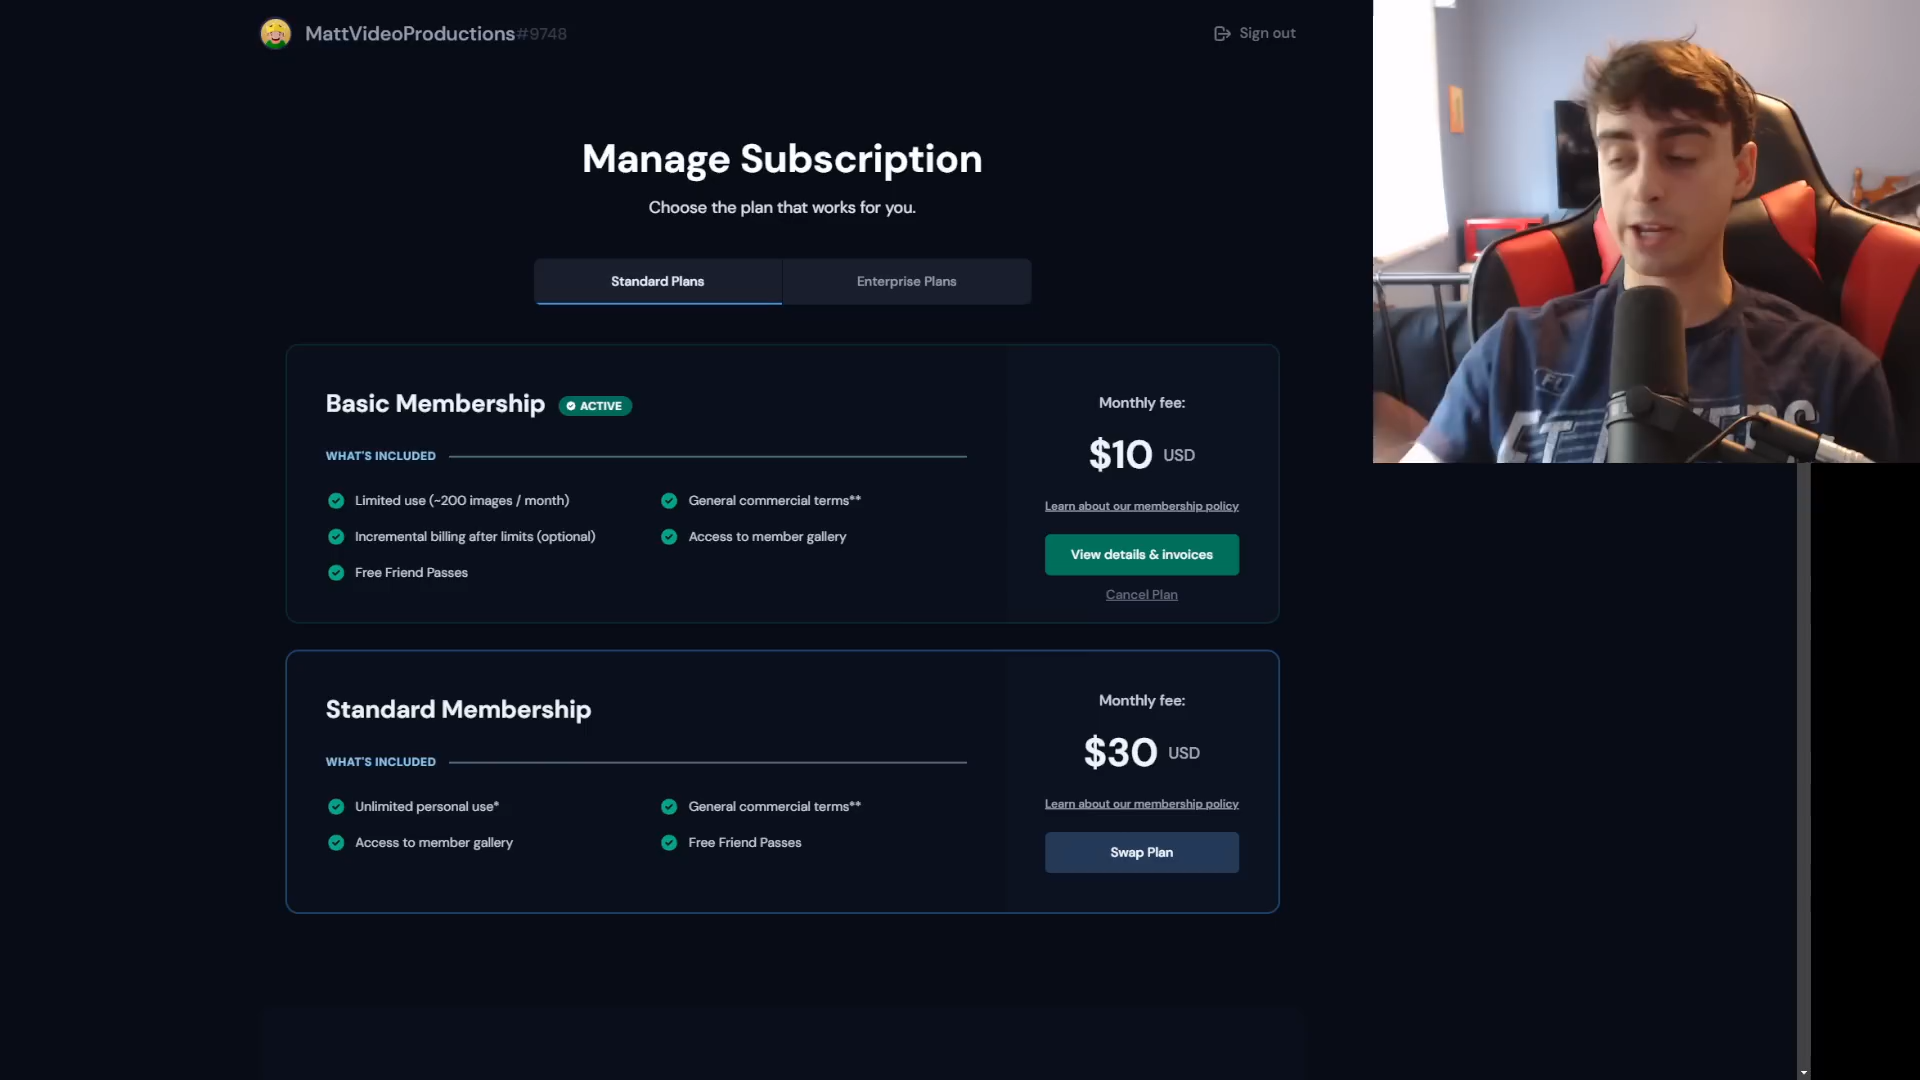 MattVideoProductions#9748
Sign out
Manage Subscription
Choose the plan that works for you.
Standard Plans
Enterprise Plans
Basic Membership
ACTIVE
WHAT'S INCLUDED
Limited use (~200 images / month)
General commercial terms**
Incremental billing after limits (optional)
Access to member gallery
Free Friend Passes
Monthly fee:
$10 USD
Learn about our membership policy
View details & invoices
Cancel Plan
Standard Membership
WHAT'S INCLUDED
Unlimited personal use*
General commercial terms**
Access to member gallery
Free Friend Passes
Monthly fee:
$30 USD
Learn about our membership policy
Swap Plan